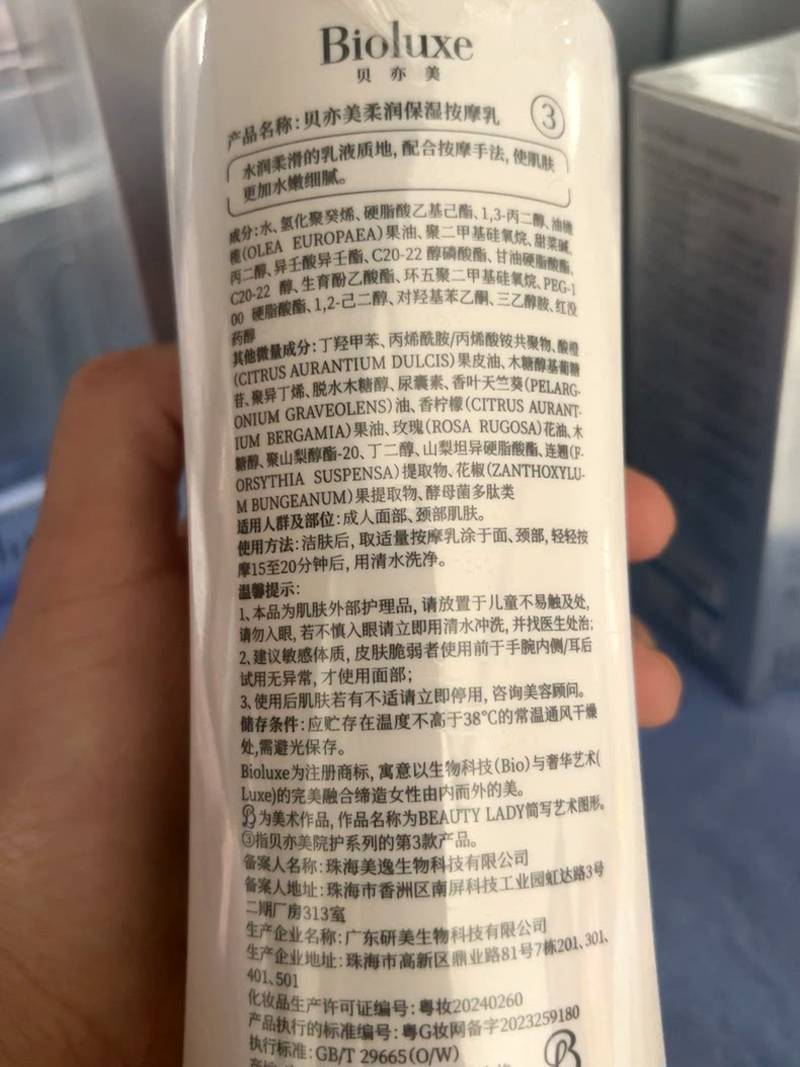 Bioluxe
贝亦美
产品名称:贝亦美柔润保湿按摩乳 ③
水润柔滑的乳液质地, 配合按摩手法, 使肌肤
更加水嫩细腻。
成分:水、氢化聚癸烯、硬脂酸乙基己酯、1,3-丙二醇、油橄
榄(OLEA EUROPAEA)果油、聚二甲基硅氧烷、甜菜碱、
丙二醇、异壬酸异壬酯、C20-22 醇磷酸酯、甘油硬脂酸酯、
C20-22 醇、生育酚乙酸酯、环五聚二甲基硅氧烷、PEG-1
00 硬脂酸酯、1,2-己二醇、对羟基苯乙酮、三乙醇胺、红没
药醇
其他微量成分:丁羟甲苯、丙烯酰胺/丙烯酸铵共聚物、酸橙
(CITRUS AURANTIUM DULCIS)果皮油、木糖醇基葡糖
苷、聚异丁烯、脱水木糖醇、尿囊素、香叶天竺葵(PELARG-
ONIUM GRAVEOLENS)油、香柠檬(CITRUS AURANT-
IUM BERGAMIA)果油、玫瑰(ROSA RUGOSA)花油、木
糖醇、聚山梨醇酯-20、丁二醇、山梨坦异硬脂酸酯、连翘(F-
ORSYTHIA SUSPENSA)提取物、花椒(ZANTHOXYLU-
M BUNGEANUM)果提取物、酵母菌多肽类
适用人群及部位:成人面部、颈部肌肤。
使用方法:洁肤后, 取适量按摩乳涂于面、颈部, 轻轻按
摩15至20分钟后, 用清水洗净。
温馨提示:
1、本品为肌肤外部护理品, 请放置于儿童不易触及处,
请勿入眼, 若不慎入眼请立即用清水冲洗, 并找医生处治;
2、建议敏感体质, 皮肤脆弱者使用前于手腕内侧/耳后
试用无异常, 才使用面部;
3、使用后肌肤若有不适请立即停用, 咨询美容顾问。
储存条件:应贮存在温度不高于38℃的常温通风干燥
处,需避光保存。
Bioluxe为注册商标, 寓意以生物科技(Bio)与奢华艺术(
Luxe)的完美融合缔造女性由内而外的美。
B为美术作品, 作品名称为BEAUTY LADY简写艺术图形。
③指贝亦美院护系列的第3款产品。
备案人名称:珠海美逸生物科技有限公司
备案人地址:珠海市香洲区南屏科技工业园虹达路3号
二期厂房313室
生产企业名称:广东研美生物科技有限公司
生产企业地址:珠海市高新区鼎业路81号7栋201、301、
401、501
化妆品生产许可证编号:粤妆20240260
产品执行的标准编号:粤G妆网备字2023259180
执行标准:GB/T 29665(O/W)
B